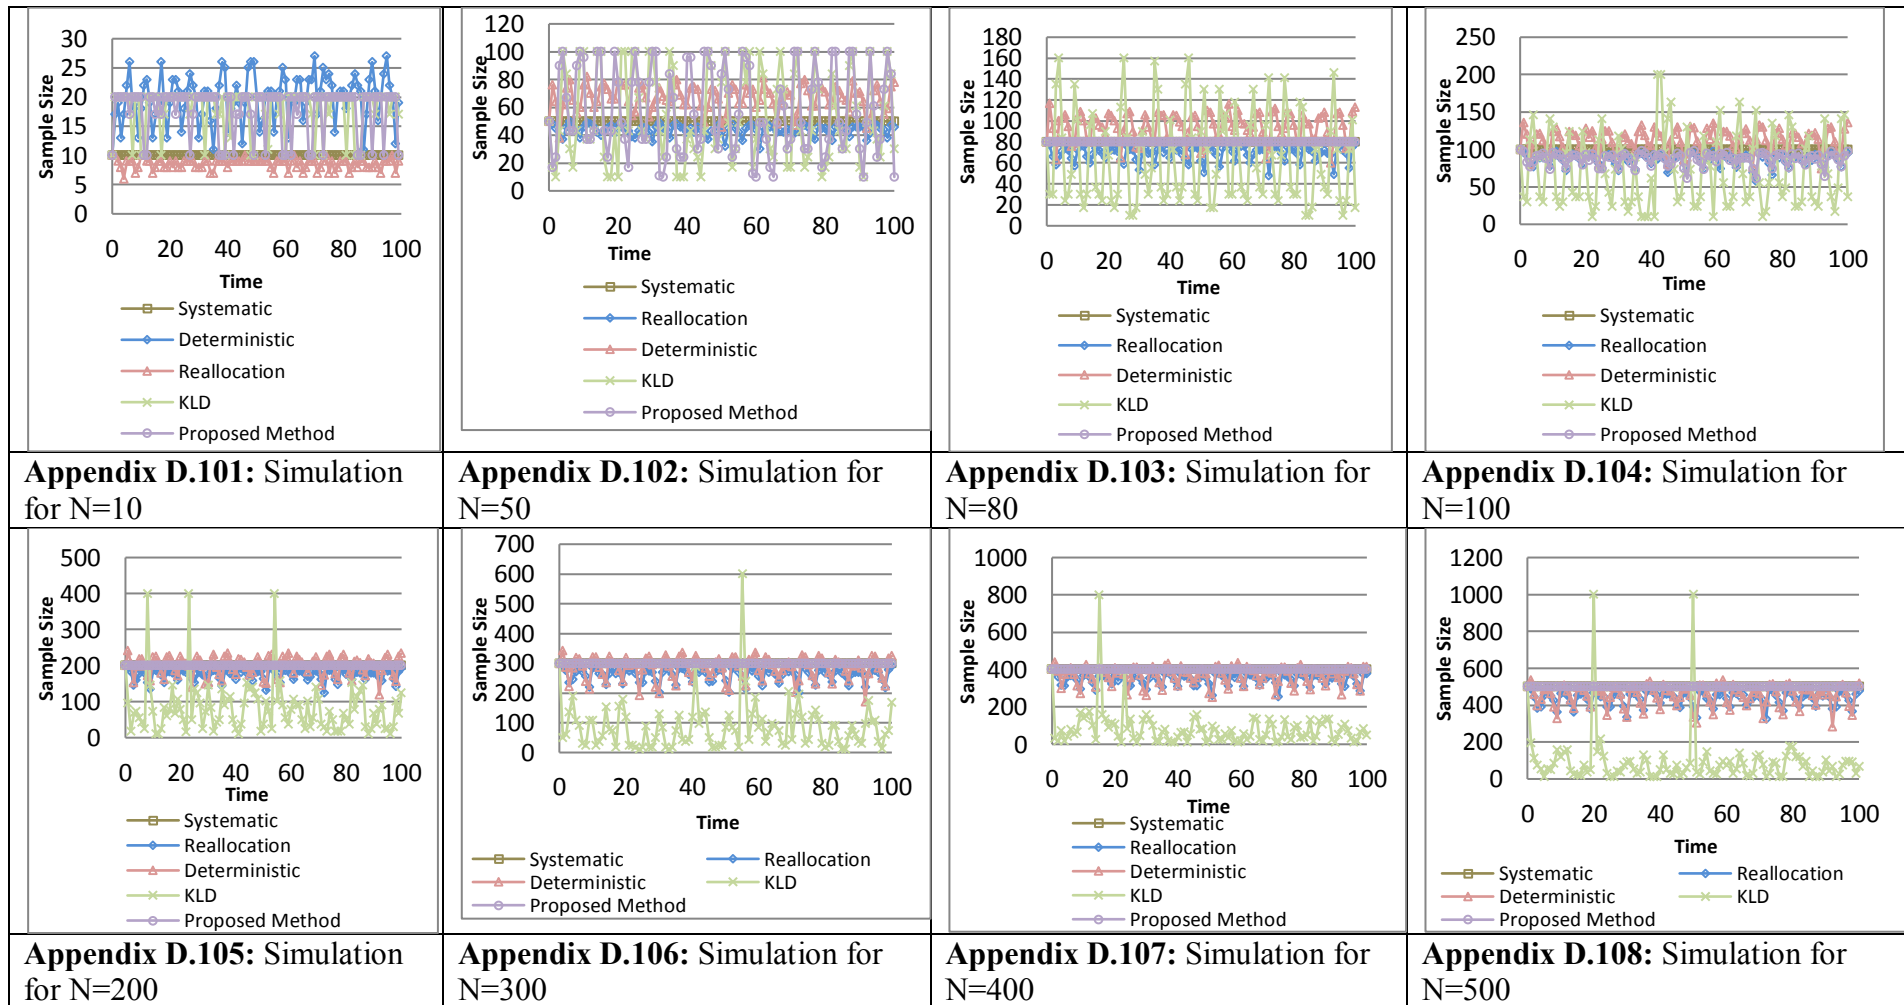 30
25
20
15
10
5
0
Sample Size
0 20 40 60 80 100
Time
Systematic
Deterministic
Reallocation
KLD
Proposed Method
Appendix D.101: Simulation
for N=10
120
100
80
60
40
20
0
Sample Size
0 20 40 60 80 100
Time
Systematic
Reallocation
Deterministic
KLD
Proposed Method
Appendix D.102: Simulation for
N=50
180
160
140
120
100
80
60
40
20
0
Sample Size
0 20 40 60 80 100
Time
Systematic
Reallocation
Deterministic
KLD
Proposed Method
Appendix D.103: Simulation for
N=80
250
200
150
100
50
0
Sample Size
0 20 40 60 80 100
Time
Systematic
Reallocation
Deterministic
KLD
Proposed Method
Appendix D.104: Simulation for
N=100
500
400
300
200
100
0
Sample Size
0 20 40 60 80 100
Time
Systematic
Reallocation
Deterministic
KLD
Proposed Method
Appendix D.105: Simulation
for N=200
700
600
500
400
300
200
100
0
Sample Size
0 20 40 60 80 100
Time
Systematic Reallocation
Deterministic KLD
Proposed Method
Appendix D.106: Simulation for
N=300
1000
800
600
400
200
0
Sample Size
0 20 40 60 80 100
Time
Systematic
Reallocation
Deterministic
KLD
Proposed Method
Appendix D.107: Simulation for
N=400
1200
1000
800
600
400
200
0
Sample Size
0 20 40 60 80 100
Time
Systematic Reallocation
Deterministic KLD
Proposed Method
Appendix D.108: Simulation for
N=500